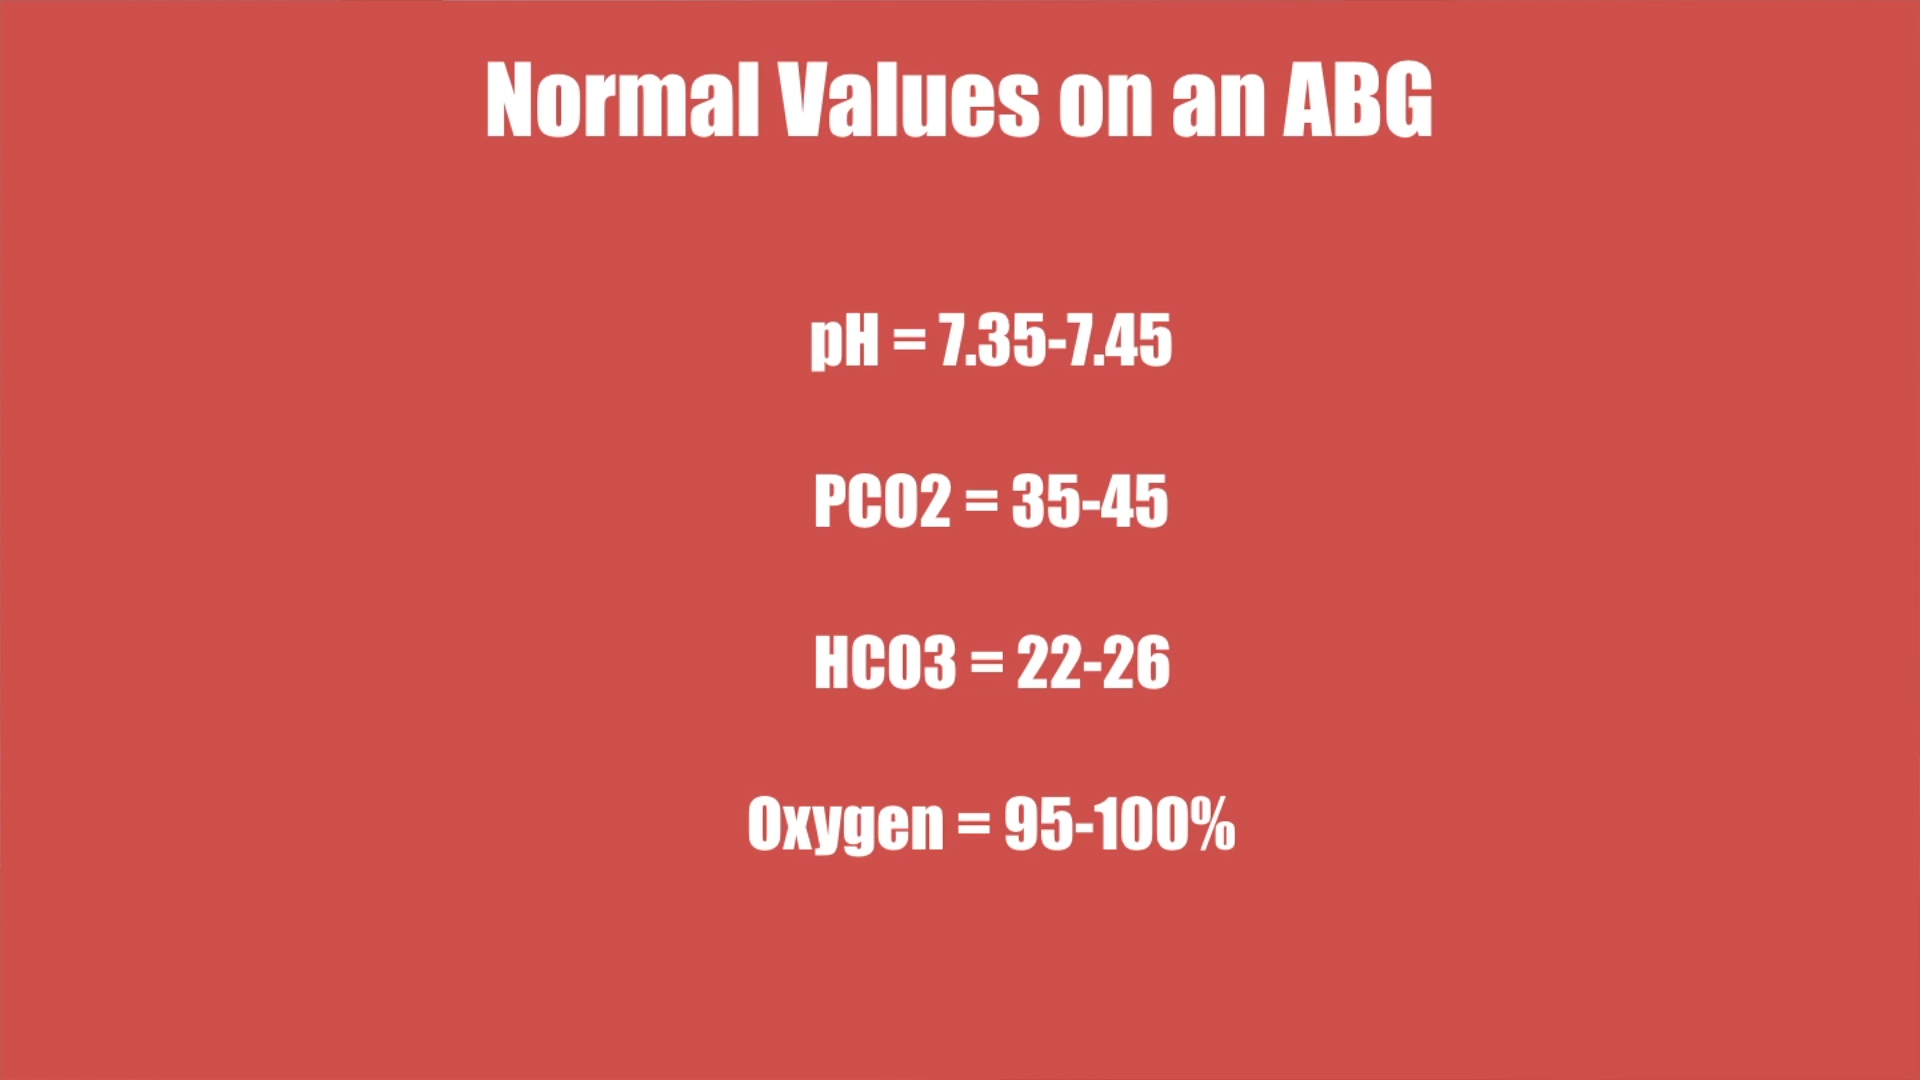 Normal Values on an ABG
pH = 7.35-7.45
PCO2 = 35-45
HCO3 = 22-26
Oxygen = 95-100%